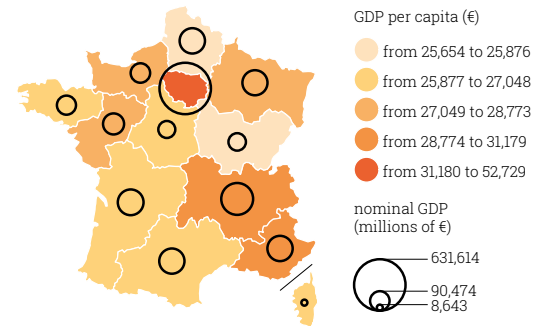 GDP per capita (€)
from 25,654 to 25,876
from 25,877 to 27,048
from 27,049 to 28,773
from 28,774 to 31,179
from 31,180 to 52,729
nominal GDP
(millions of €)
631,614
90,474
8,643